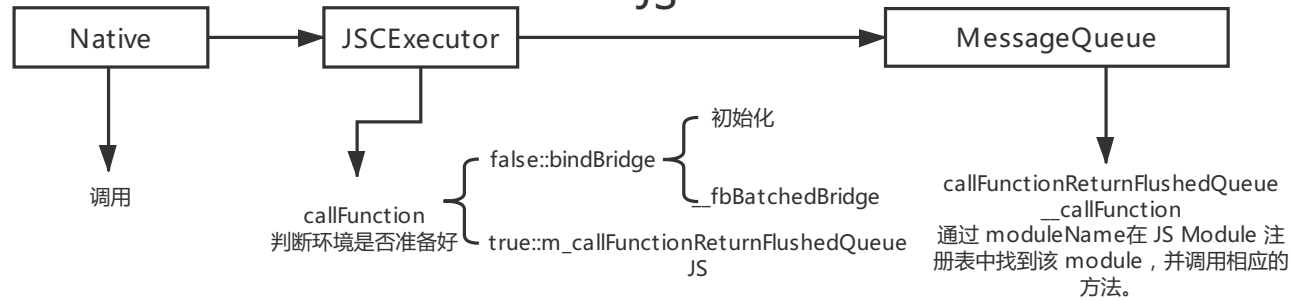 JS
Native
JSCExecutor
MessageQueue
调用
callFunction
判断环境是否准备好
false::bindBridge
初始化
__fbBatchedBridge
true::m_callFunctionReturnFlushedQueue
JS
callFunctionReturnFlushedQueue
__callFunction
通过 moduleName在 JS Module 注
册表中找到该 module，并调用相应的
方法。